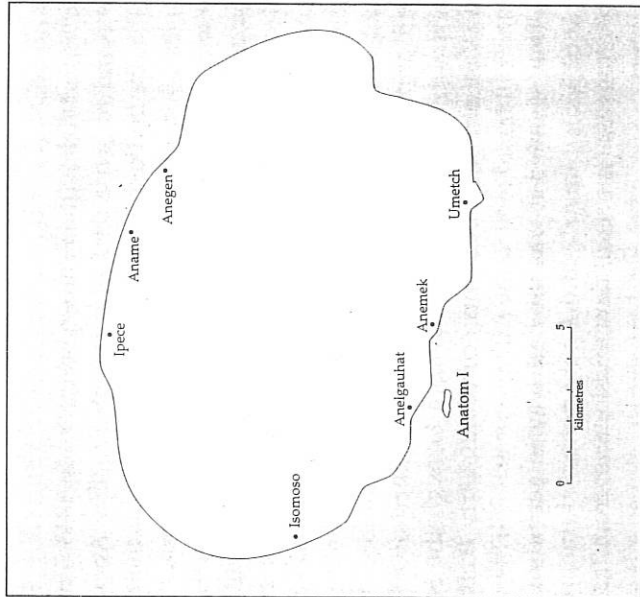 Ipece
Aname
Anegen
Isomoso
Anelgauhat
Anemek
Umetch
Anatom I
0 5
kilometres